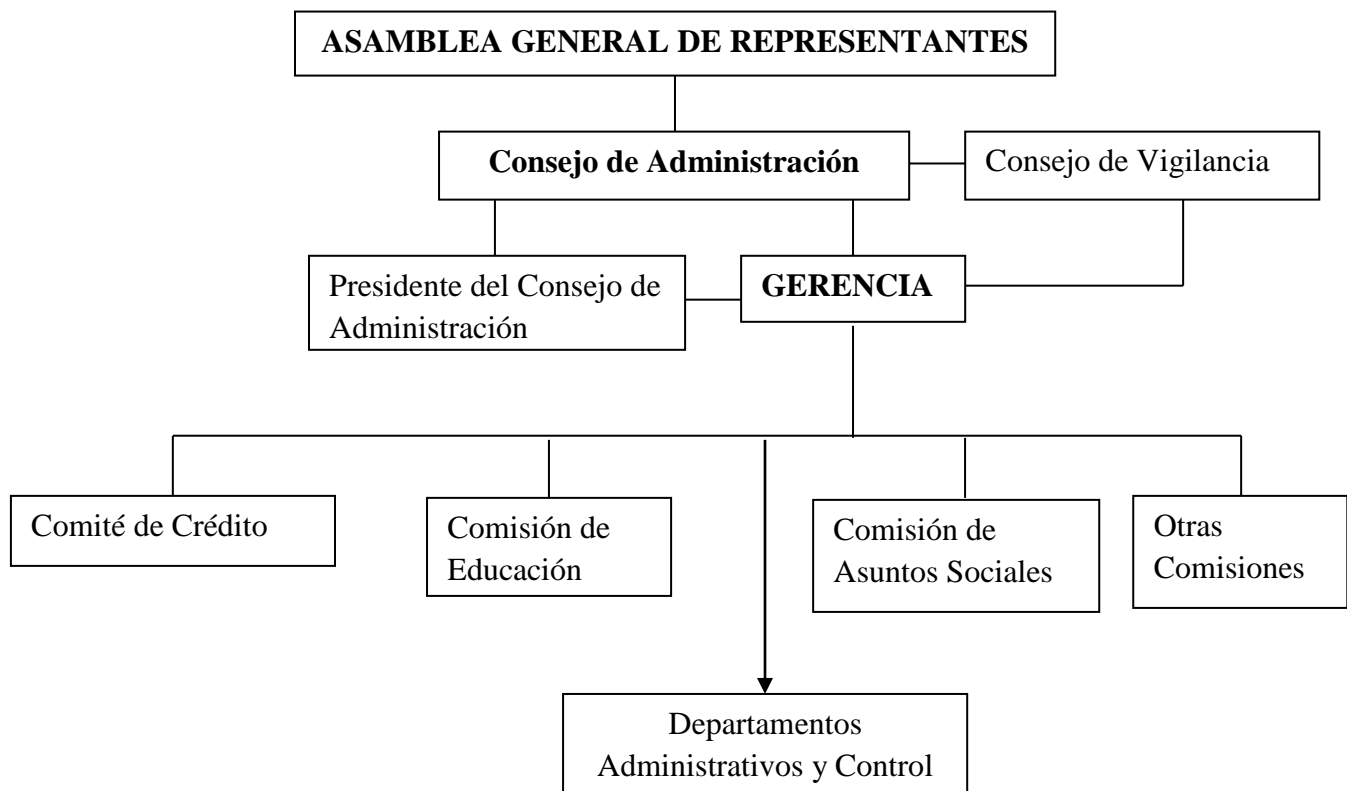 ASAMBLEA GENERAL DE REPRESENTANTES
Consejo de Administración
Consejo de Vigilancia
Presidente del Consejo de
Administración
GERENCIA
Comité de Crédito
Comisión de
Educación
Comisión de
Asuntos Sociales
Otras
Comisiones
Departamentos
Administrativos y Control